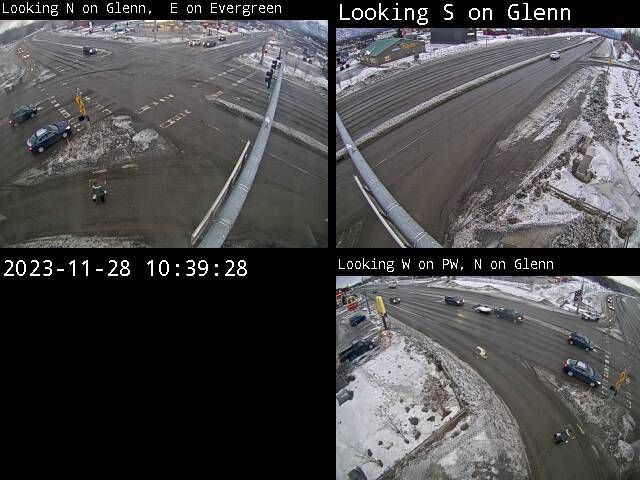 Looking N on Glenn, E on Evergreen
Looking S on Glenn
2023-11-28 10:39:28
Looking W on PW, N on Glenn